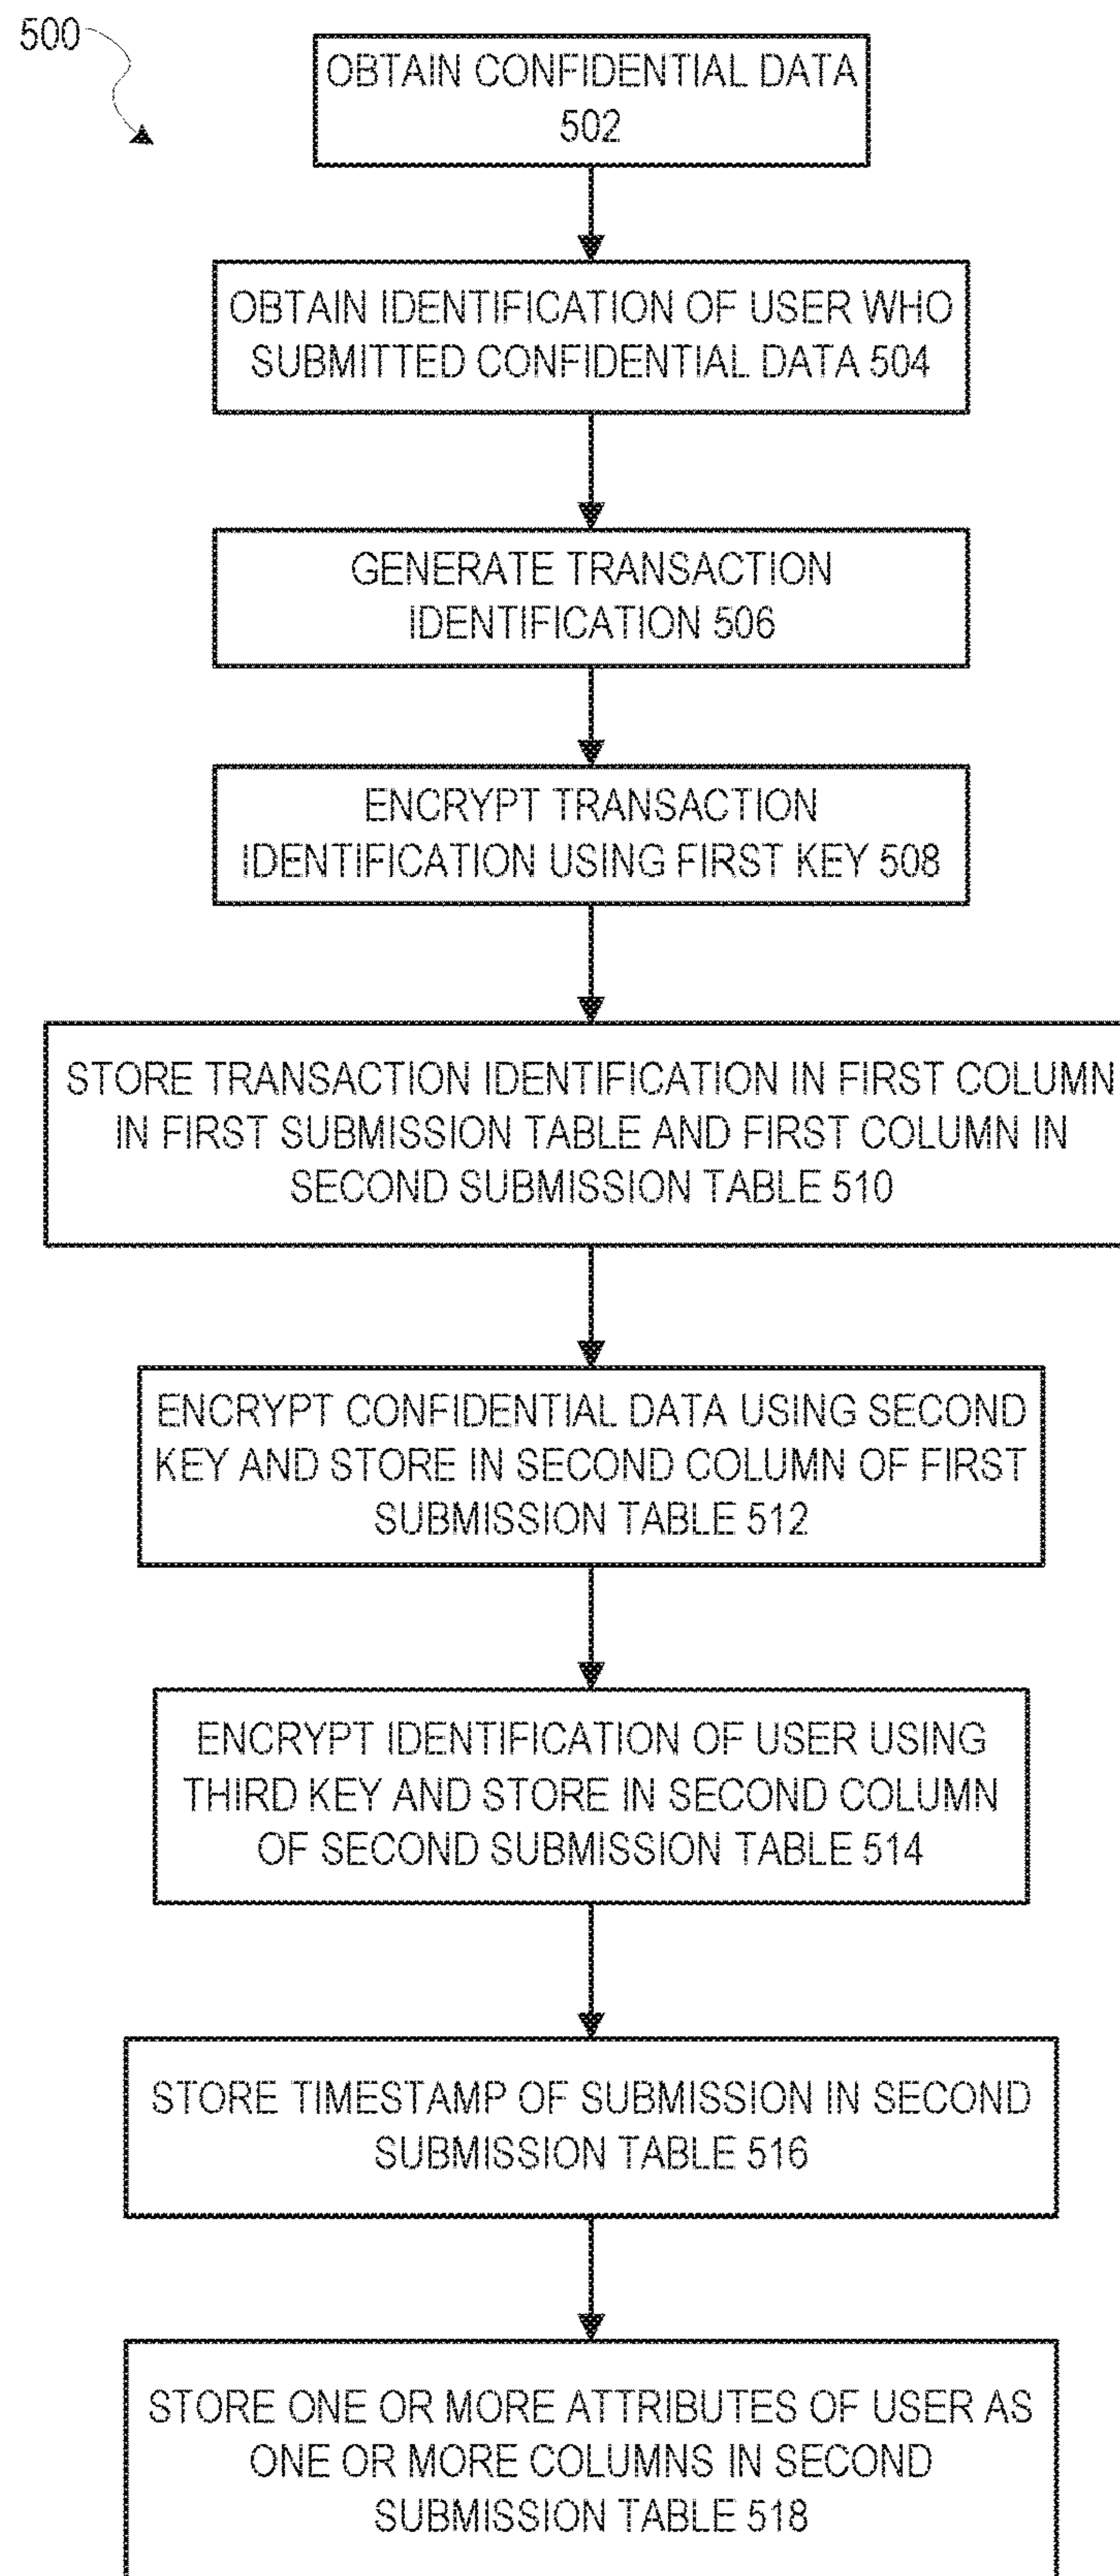 500
OBTAIN CONFIDENTIAL DATA
502
OBTAIN IDENTIFICATION OF USER WHO
SUBMITTED CONFIDENTIAL DATA 504
GENERATE TRANSACTION
IDENTIFICATION 506
ENCRYPT TRANSACTION
IDENTIFICATION USING FIRST KEY 508
STORE TRANSACTION IDENTIFICATION IN FIRST COLUMN
IN FIRST SUBMISSION TABLE AND FIRST COLUMN IN
SECOND SUBMISSION TABLE 510
ENCRYPT CONFIDENTIAL DATA USING SECOND
KEY AND STORE IN SECOND COLUMN OF FIRST
SUBMISSION TABLE 512
ENCRYPT IDENTIFICATION OF USER USING
THIRD KEY AND STORE IN SECOND COLUMN
OF SECOND SUBMISSION TABLE 514
STORE TIMESTAMP OF SUBMISSION IN SECOND
SUBMISSION TABLE 516
STORE ONE OR MORE ATTRIBUTES OF USER AS
ONE OR MORE COLUMNS IN SECOND
SUBMISSION TABLE 518